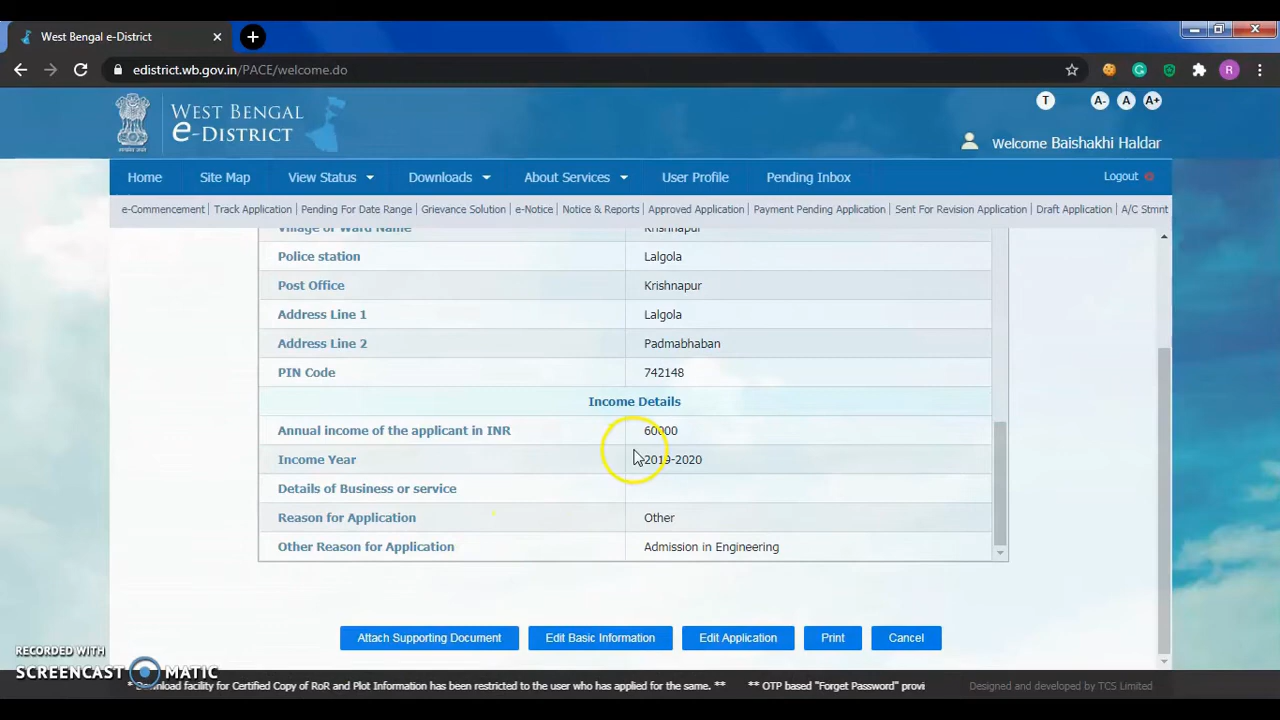 West Bengal e-District
edistrict.wb.gov.in/PACE/welcome.do
R
WEST BENGAL
e-DISTRICT
T A- A A+
Welcome Baishakhi Haldar
Home Site Map View Status Downloads About Services User Profile Pending Inbox Logout
e-Commencement| Track Application| Pending For Date Range| Grievance Solution| e-Notice| Notice & Reports| Approved Application| Payment Pending Application| Sent For Revision Application| Draft Application| A/C Stmnt
Village or Ward Name Krishnapur
Police station Lalgola
Post Office Krishnapur
Address Line 1 Lalgola
Address Line 2 Padmabhaban
PIN Code 742148
Income Details
Annual income of the applicant in INR 60000
Income Year 2019-2020
Details of Business or service
Reason for Application Other
Other Reason for Application Admission in Engineering
Attach Supporting Document Edit Basic Information Edit Application Print Cancel
RECORDED WITH
SCREENCAST MATIC
* Download facility for Certified Copy of RoR and Plot Information has been restricted to the user who has applied for the same. ** ** OTP based "Forget Password" provi
Designed and developed by TCS Limited